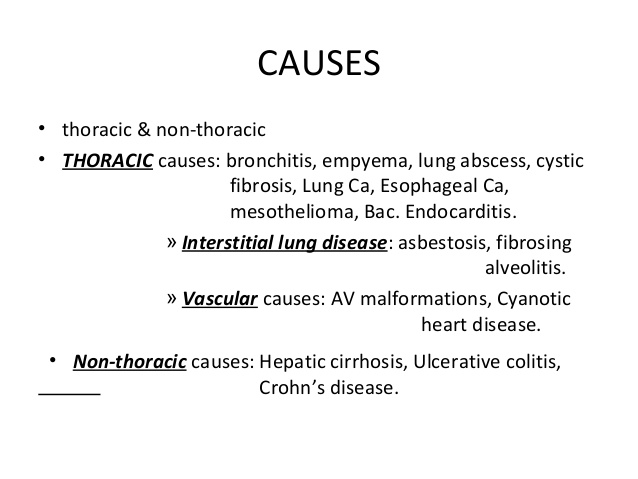 CAUSES
• thoracic & non-thoracic
• THORACIC causes: bronchitis, empyema, lung abscess, cystic
fibrosis, Lung Ca, Esophageal Ca,
mesothelioma, Bac. Endocarditis.
» Interstitial lung disease: asbestosis, fibrosing
alveolitis.
» Vascular causes: AV malformations, Cyanotic
heart disease.
• Non-thoracic causes: Hepatic cirrhosis, Ulcerative colitis,
Crohn’s disease.